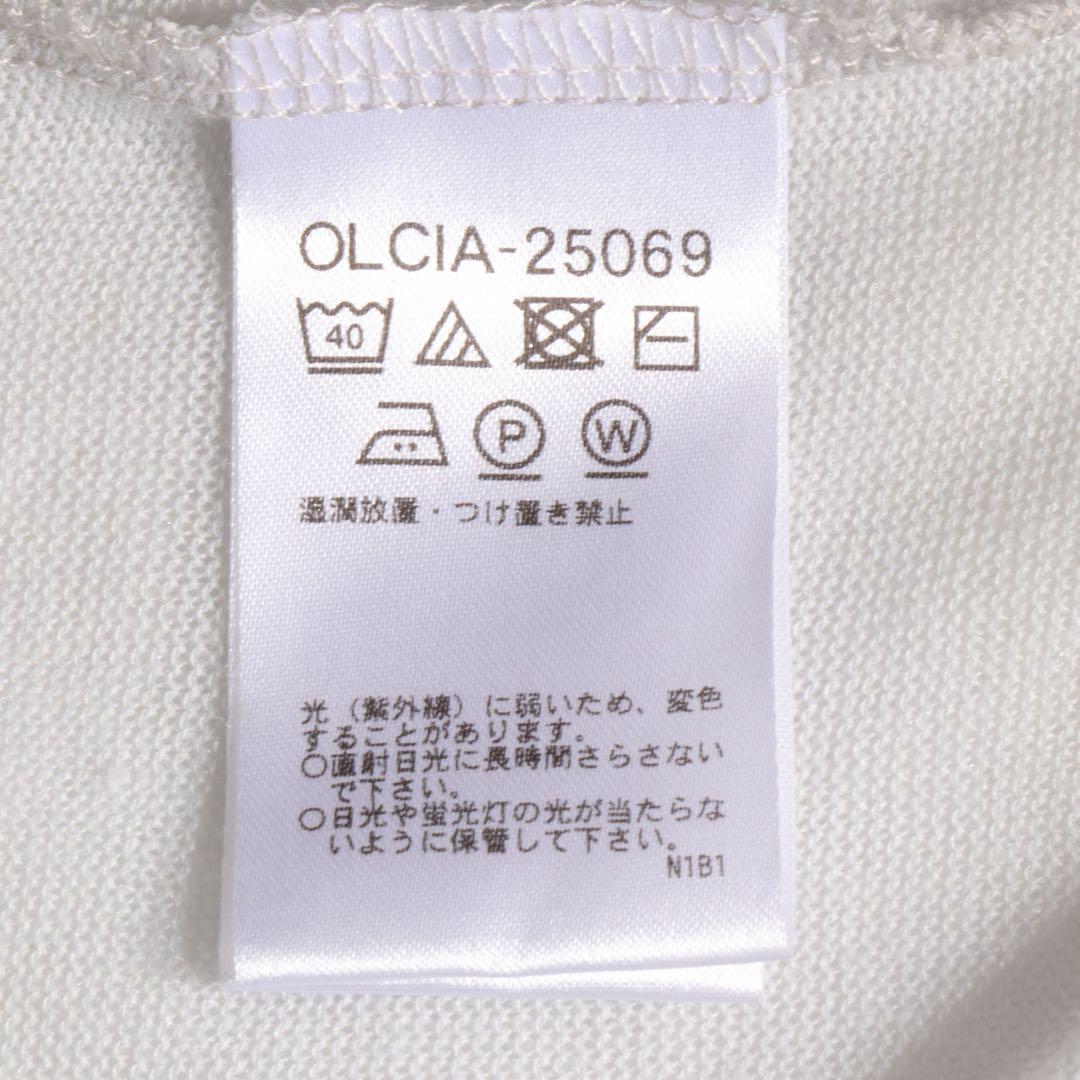 OLCIA-25069
40
P W
湿潤放置・つけ置き禁止
光（紫外線）に弱いため、変色
することがあります。
○直射日光に長時間さらさない
で下さい。
○日光や蛍光灯の光が当たらな
いように保管して下さい。
N1B1